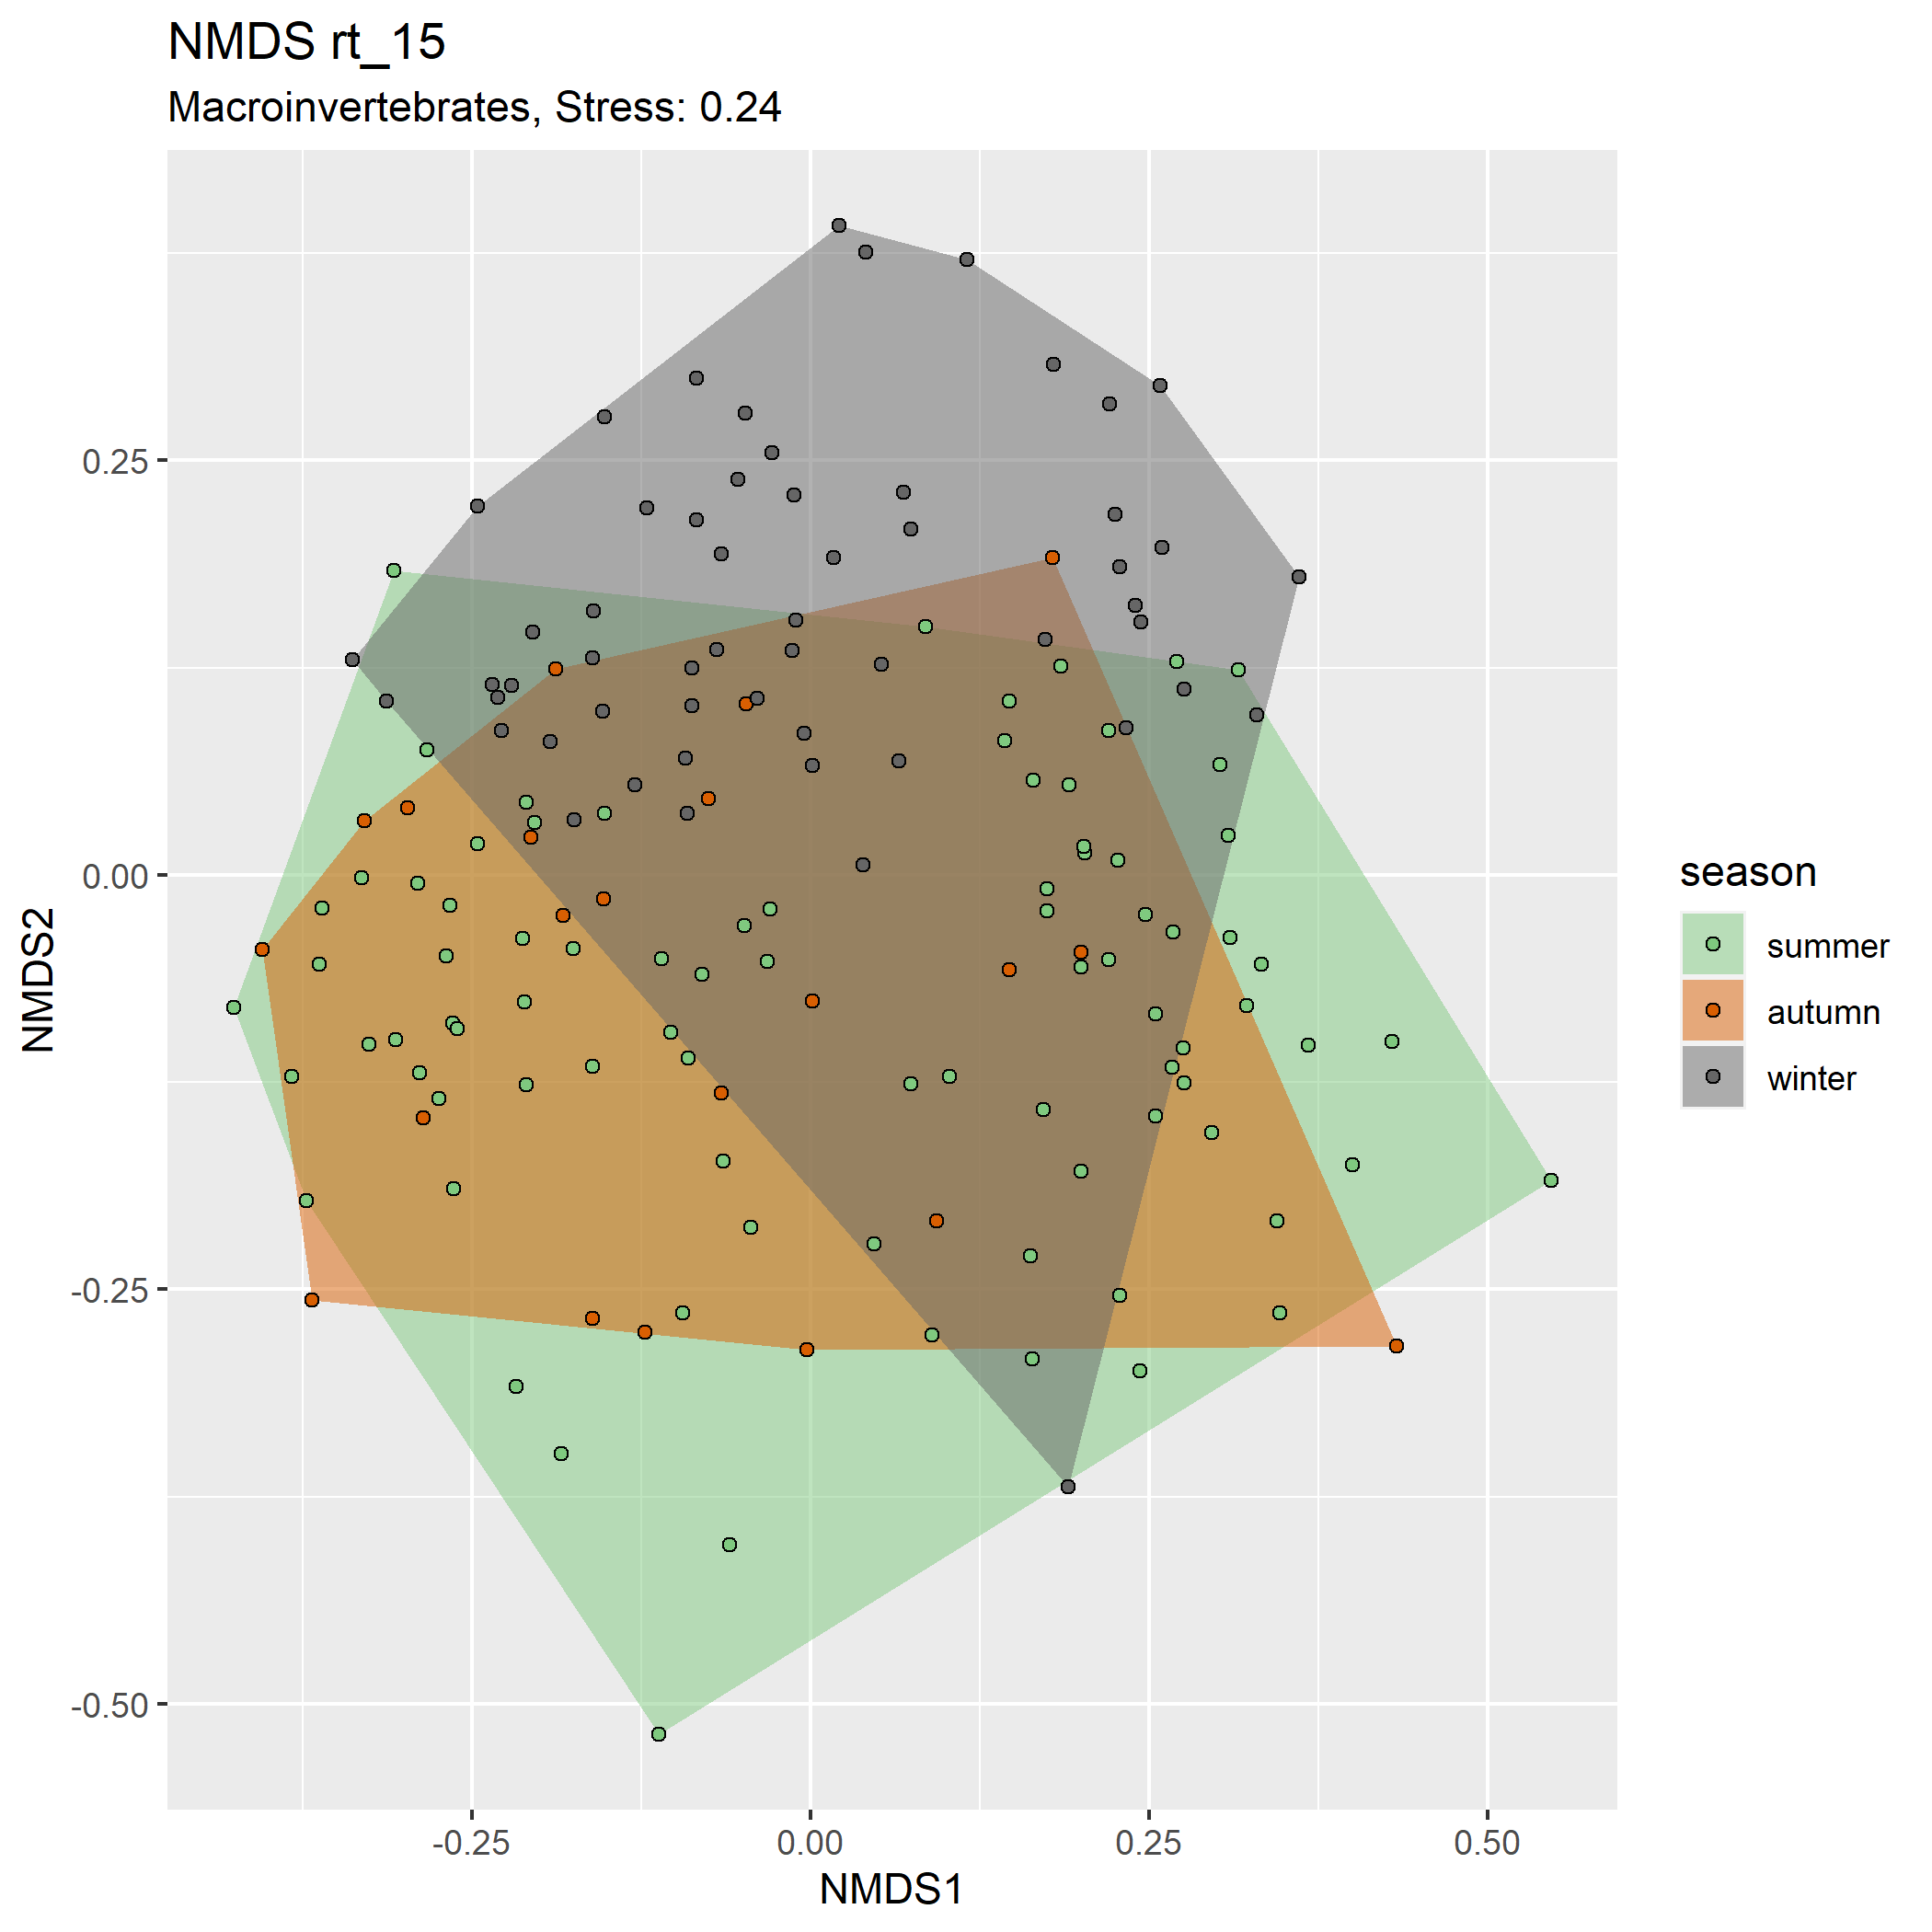 NMDS rt_15
Macroinvertebrates, Stress: 0.24
0.25
0.00
-0.25
-0.50
NMDS2
-0.25 0.00 0.25 0.50
NMDS1
season
summer
autumn
winter